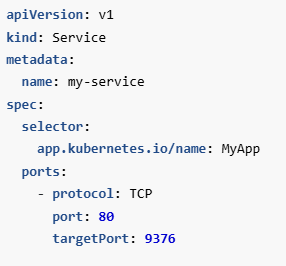 apiVersion: v1
kind: Service
metadata:
  name: my-service
spec:
  selector:
    app.kubernetes.io/name: MyApp
  ports:
    - protocol: TCP
      port: 80
      targetPort: 9376